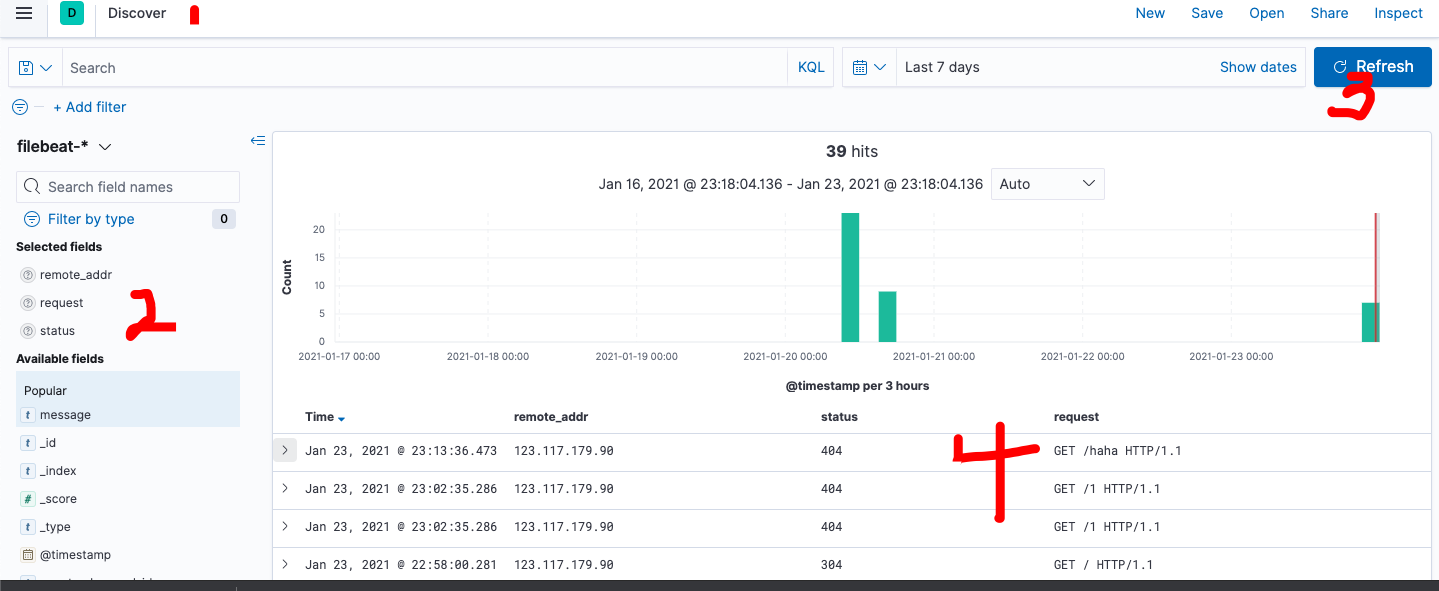 D Discover 1 New Save Open Share Inspect
Search KQL Last 7 days Show dates Refresh
3
+ Add filter
filebeat-*
39 hits
Search field names
Jan 16, 2021 @ 23:18:04.136 - Jan 23, 2021 @ 23:18:04.136 Auto
Filter by type 0
Selected fields
remote_addr
request
status
2
Available fields
Popular
t message
t _id
t _index
# _score
t _type
@timestamp
Count
20
15
10
5
0
2021-01-17 00:00 2021-01-18 00:00 2021-01-19 00:00 2021-01-20 00:00 2021-01-21 00:00 2021-01-22 00:00 2021-01-23 00:00
@timestamp per 3 hours
Time remote_addr status request
Jan 23, 2021 @ 23:13:36.473 123.117.179.90 404 GET /haha HTTP/1.1
4
Jan 23, 2021 @ 23:02:35.286 123.117.179.90 404 GET /1 HTTP/1.1
Jan 23, 2021 @ 23:02:35.286 123.117.179.90 404 GET /1 HTTP/1.1
Jan 23, 2021 @ 22:58:00.281 123.117.179.90 304 GET / HTTP/1.1